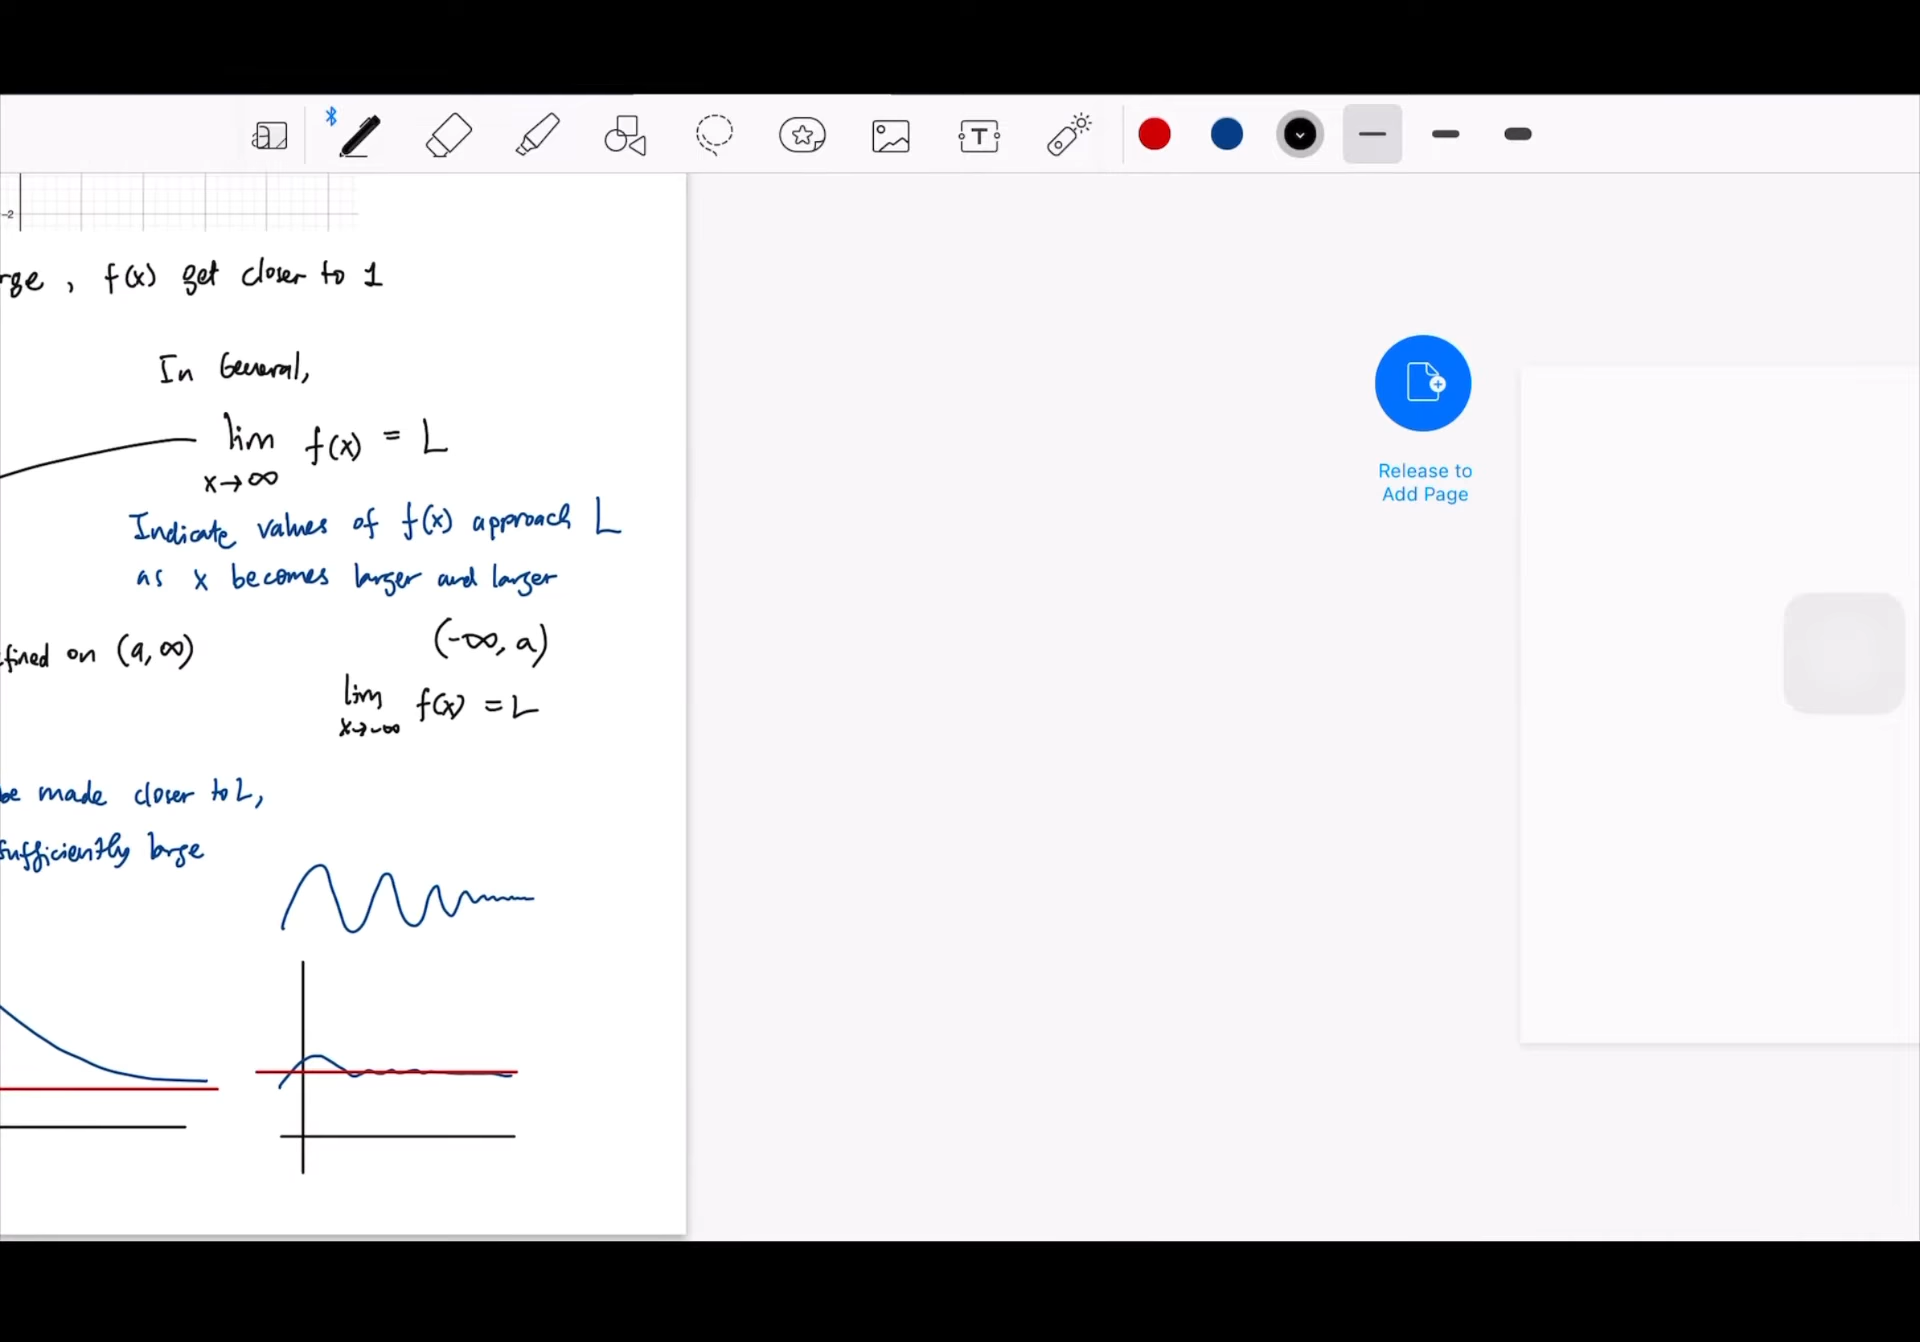 -2
rge, f(x) get closer to 1
In General,
lim f(x) = L
x→∞
Indicate values of f(x) approach L
as x becomes larger and larger
(-∞, a)
fined on (a, ∞)
lim f(x) = L
x→-∞
be made closer to L,
sufficiently large
T
Release to
Add Page